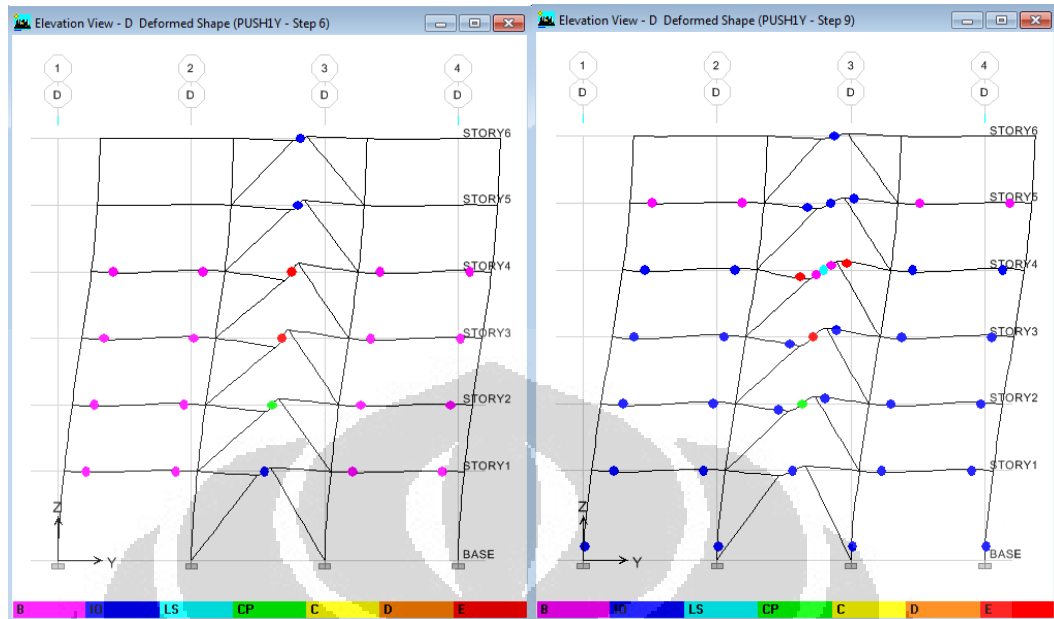 Elevation View - D Deformed Shape (PUSH1Y - Step 6)
1 2 3 4
D D D D
STORY6
STORY5
STORY4
STORY3
STORY2
STORY1
Z
Y
BASE
B IO LS CP C D E
Elevation View - D Deformed Shape (PUSH1Y - Step 9)
1 2 3 4
D D D D
STORY6
STORY5
STORY4
STORY3
STORY2
STORY1
Z
Y
BASE
B IO LS CP C D E